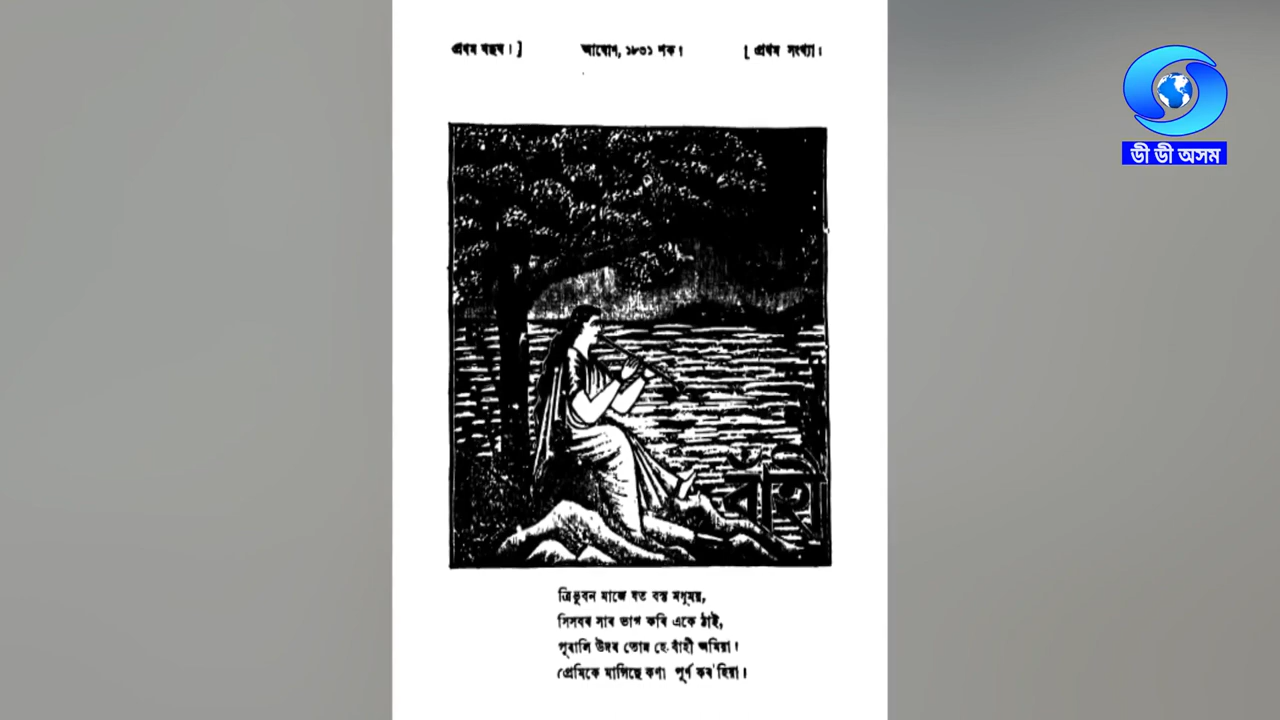 প্ৰথম বছৰ। ]
আঘোণ, ১৮৩১ শক।
[ প্ৰথম সংখ্যা।
ডী ডী অসম
বাঁহী
ত্ৰিভুবন মাজে যত বস্তু মধুময়,
সিসবৰ সাৰ ভাগ কৰি একে ঠাই,
পূৰালি উদৰ তোৰ হে বাঁহী অমিয়া।
প্ৰেমিকে মাগিছে কণা পূৰ্ণ কৰ হিয়া।